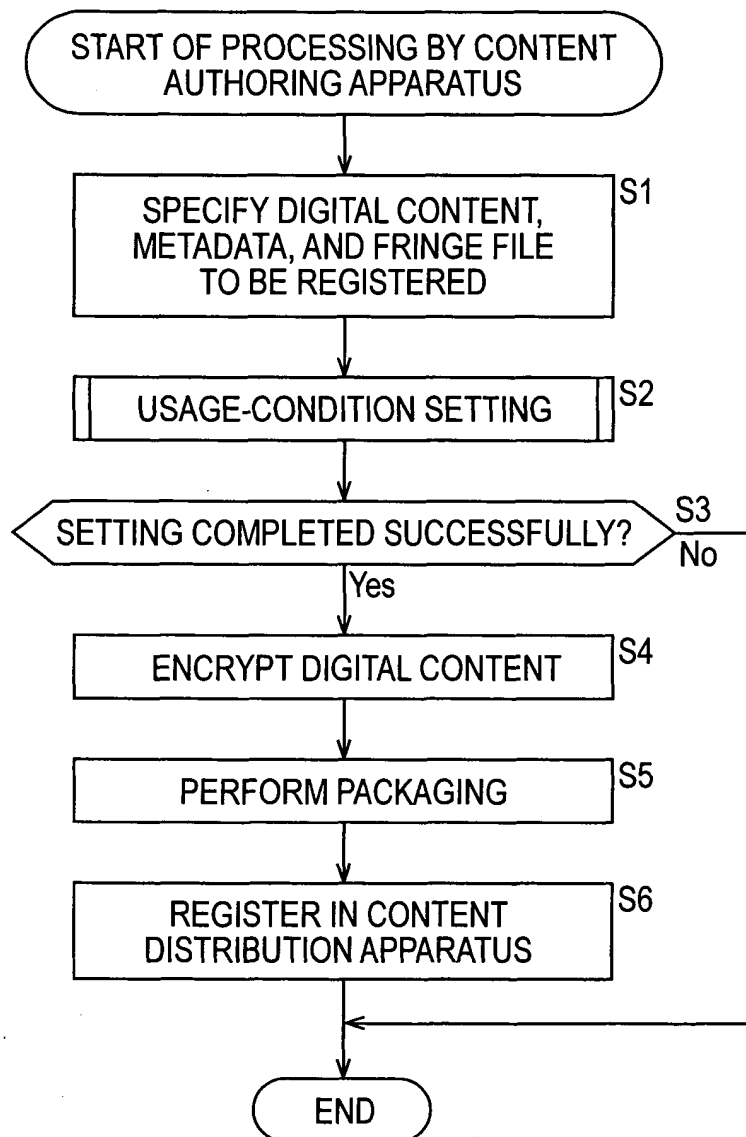 START OF PROCESSING BY CONTENT
AUTHORING APPARATUS
S1
SPECIFY DIGITAL CONTENT,
METADATA, AND FRINGE FILE
TO BE REGISTERED
S2
USAGE-CONDITION SETTING
S3
SETTING COMPLETED SUCCESSFULLY?
No
Yes
S4
ENCRYPT DIGITAL CONTENT
S5
PERFORM PACKAGING
S6
REGISTER IN CONTENT
DISTRIBUTION APPARATUS
END